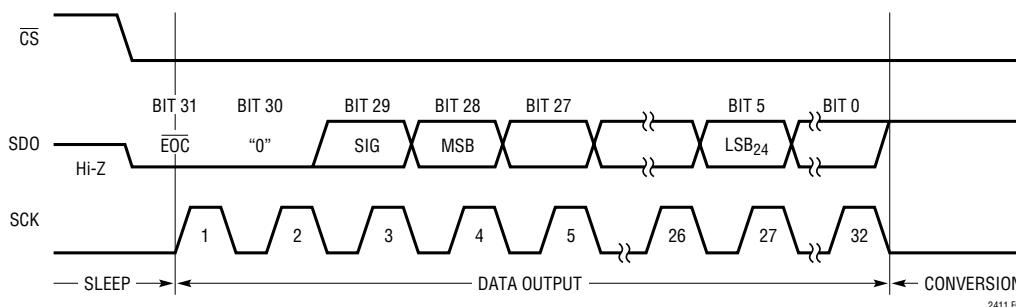 CS
BIT 31 BIT 30 BIT 29 BIT 28 BIT 27 BIT 5 BIT 0
SDO EOC “0” SIG MSB LSB24
Hi-Z
SCK
1 2 3 4 5 26 27 32
SLEEP DATA OUTPUT CONVERSION